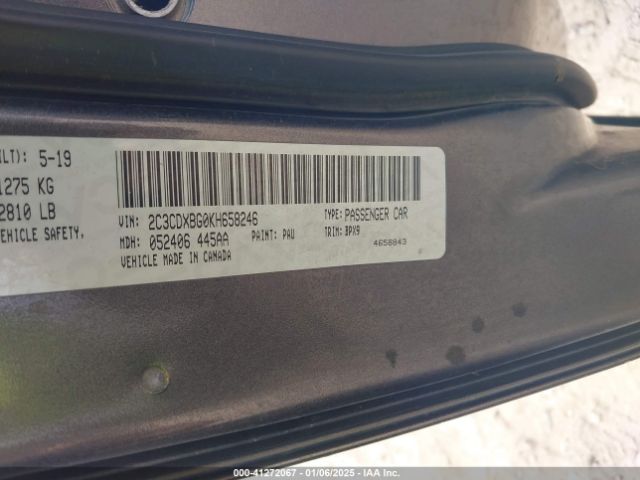 ILT): 5-19
1275 KG
2810 LB
VEHICLE SAFETY.
VIN: 2C3CDXBG0KH658246
TYPE: PASSENGER CAR
MDH: 052406 445AA
PAINT: PAU
TRIM: BPX9
VEHICLE MADE IN CANADA
4658843
000-41272067 - 01/06/2025 - IAA Inc.